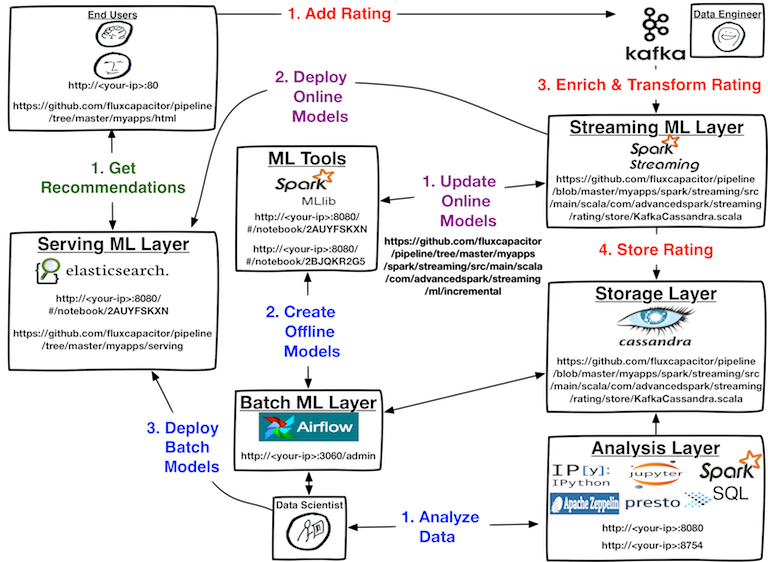 End Users
http://<your-ip>:80
https://github.com/fluxcapacitor/pipeline
/tree/master/myapps/html
1. Add Rating
kafka
Data Engineer
3. Enrich & Transform Rating
2. Deploy
Online
Models
Streaming ML Layer
Spark
Streaming
https://github.com/fluxcapacitor/pipeline
/blob/master/myapps/spark/streaming/src
/main/scala/com/advancedspark/streaming
/rating/store/KafkaCassandra.scala
1. Get
Recommendations
ML Tools
Spark
MLlib
http://<your-ip>:8080/
#/notebook/2AUYFSKXN
http://<your-ip>:8080/
#/notebook/2BJQKR2G5
1. Update
Online
Models
https://github.com/fluxcapacitor
/pipeline/tree/master/myapps
/spark/streaming/src/main/scala
/com/advancedspark/streaming
/ml/incremental
4. Store Rating
Serving ML Layer
elasticsearch.
http://<your-ip>:8080/
#/notebook/2AUYFSKXN
https://github.com/fluxcapacitor/pipeline
/tree/master/myapps/serving
Storage Layer
cassandra
https://github.com/fluxcapacitor/pipeline
/blob/master/myapps/spark/streaming/src
/main/scala/com/advancedspark/streaming
/rating/store/KafkaCassandra.scala
2. Create
Offline
Models
Batch ML Layer
Airflow
http://<your-ip>:3060/admin
3. Deploy
Batch
Models
Data Scientist
1. Analyze
Data
Analysis Layer
IP[y]:
IPython
jupyter
Spark
SQL
Apache Zeppelin
presto
http://<your-ip>:8080
http://<your-ip>:8754